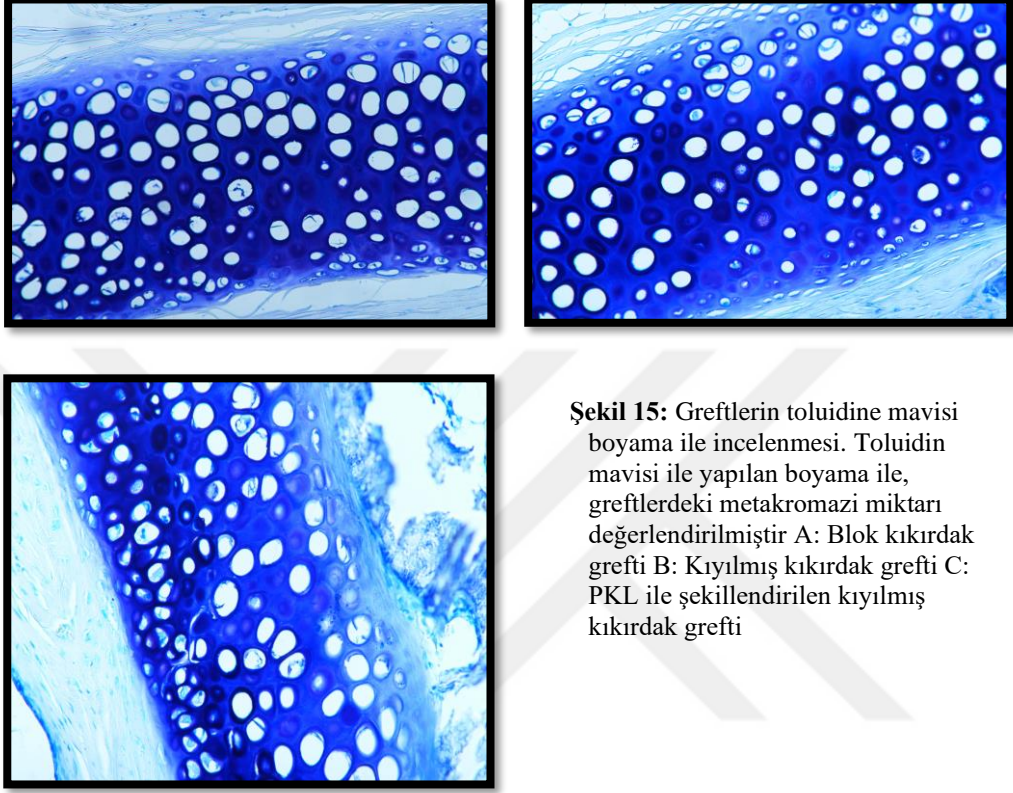 Şekil 15: Greftlerin toluidine mavisi
boyama ile incelenmesi. Toluidin
mavisi ile yapılan boyama ile,
greftlerdeki metakromazi miktarı
değerlendirilmiştir A: Blok kıkırdak
grefti B: Kıyılmış kıkırdak grefti C:
PKL ile şekillendirilen kıyılmış
kıkırdak grefti